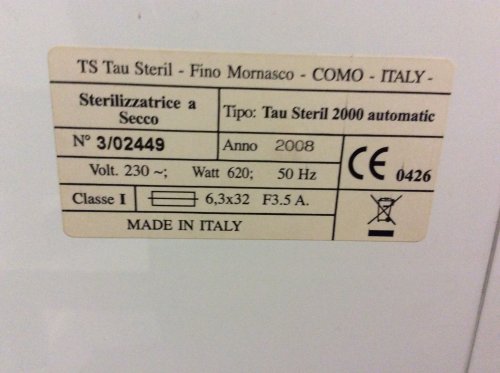 TS Tau Steril - Fino Mornasco - COMO - ITALY -
Sterilizzatrice a
Secco
Tipo: Tau Steril 2000 automatic
N° 3/02449
Anno 2008
CE 0426
Volt. 230 ~; Watt 620; 50 Hz
Classe I
6,3x32 F3.5 A.
MADE IN ITALY